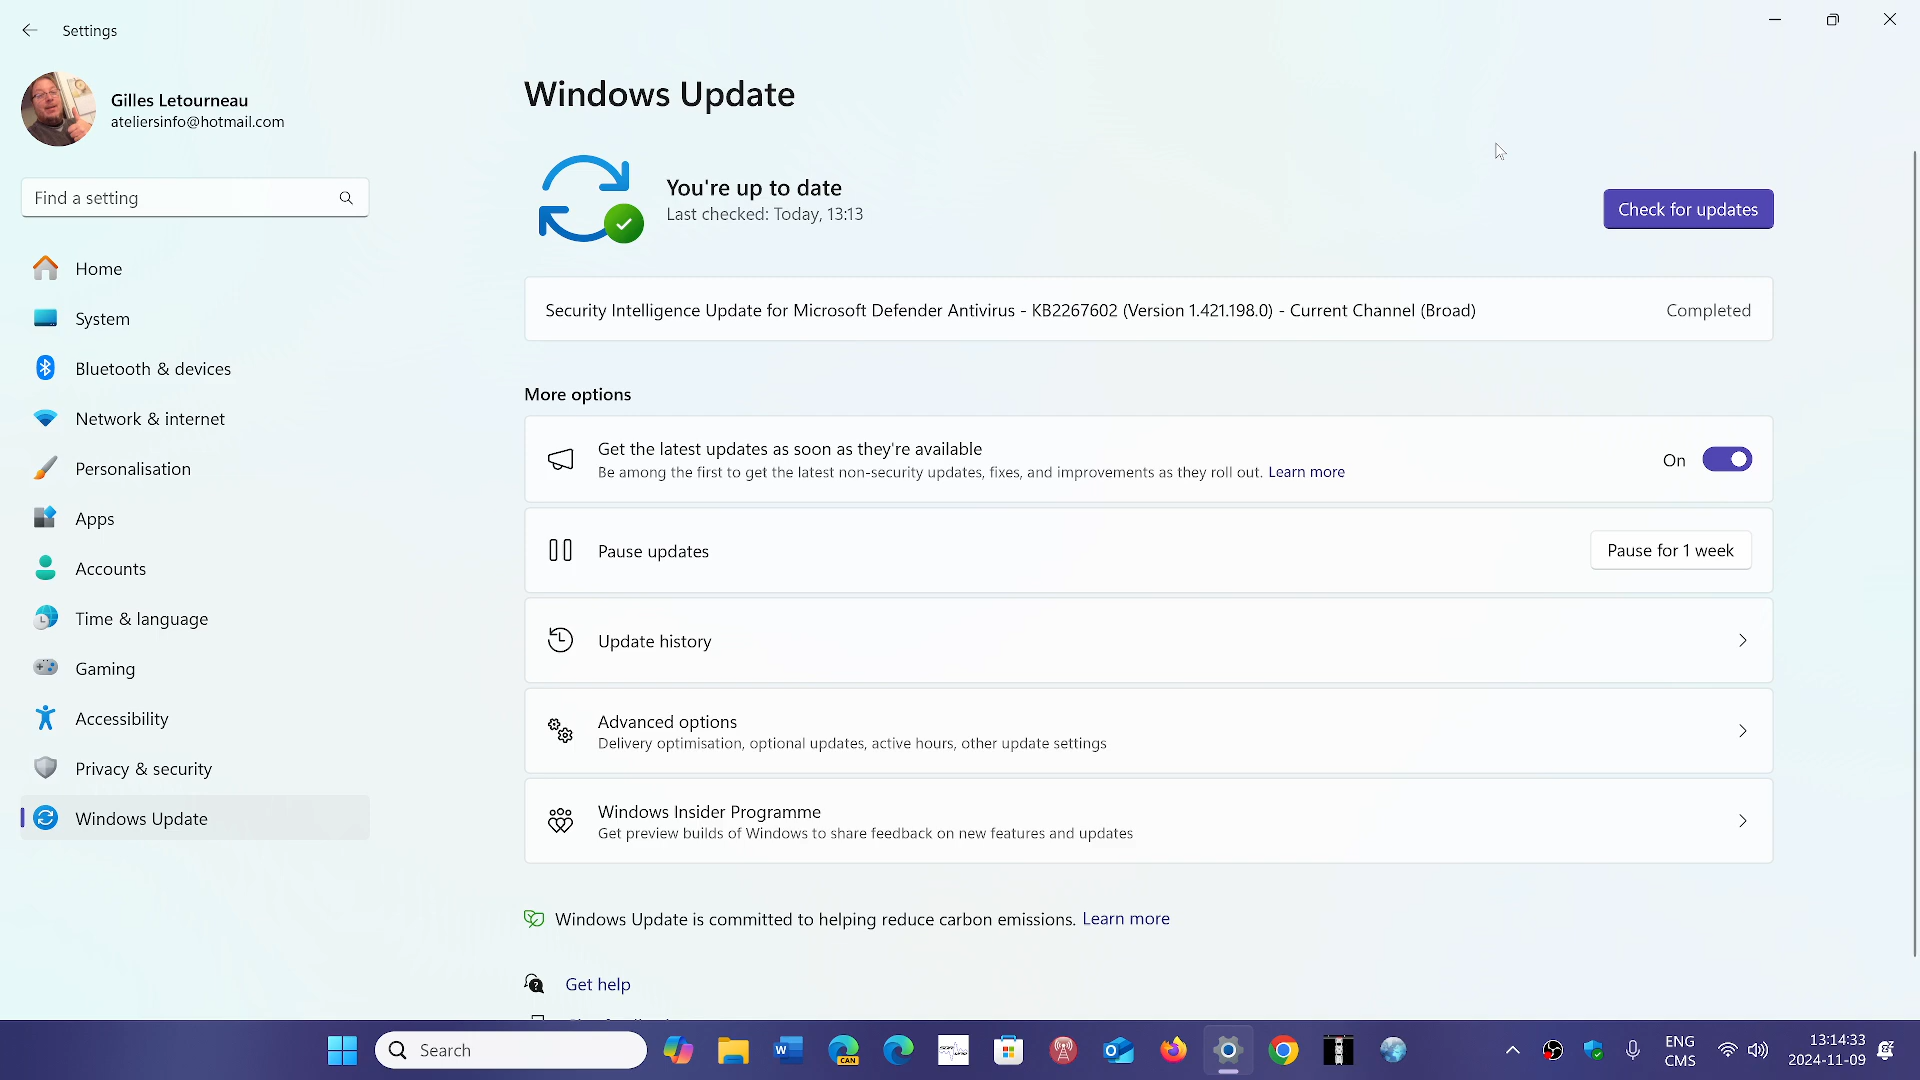 Settings
Gilles Letourneau
ateliersinfo@hotmail.com
Find a setting
Home
System
Bluetooth & devices
Network & internet
Personalisation
Apps
Accounts
Time & language
Gaming
Accessibility
Privacy & security
Windows Update
Windows Update
You're up to date
Last checked: Today, 13:13
Check for updates
Security Intelligence Update for Microsoft Defender Antivirus - KB2267602 (Version 1.421.198.0) - Current Channel (Broad)
Completed
More options
Get the latest updates as soon as they're available
Be among the first to get the latest non-security updates, fixes, and improvements as they roll out. Learn more
On
Pause updates
Pause for 1 week
Update history
Advanced options
Delivery optimisation, optional updates, active hours, other update settings
Windows Insider Programme
Get preview builds of Windows to share feedback on new features and updates
Windows Update is committed to helping reduce carbon emissions. Learn more
Get help
Search
W
CAN
ENG
CMS
13:14:33
2024-11-09